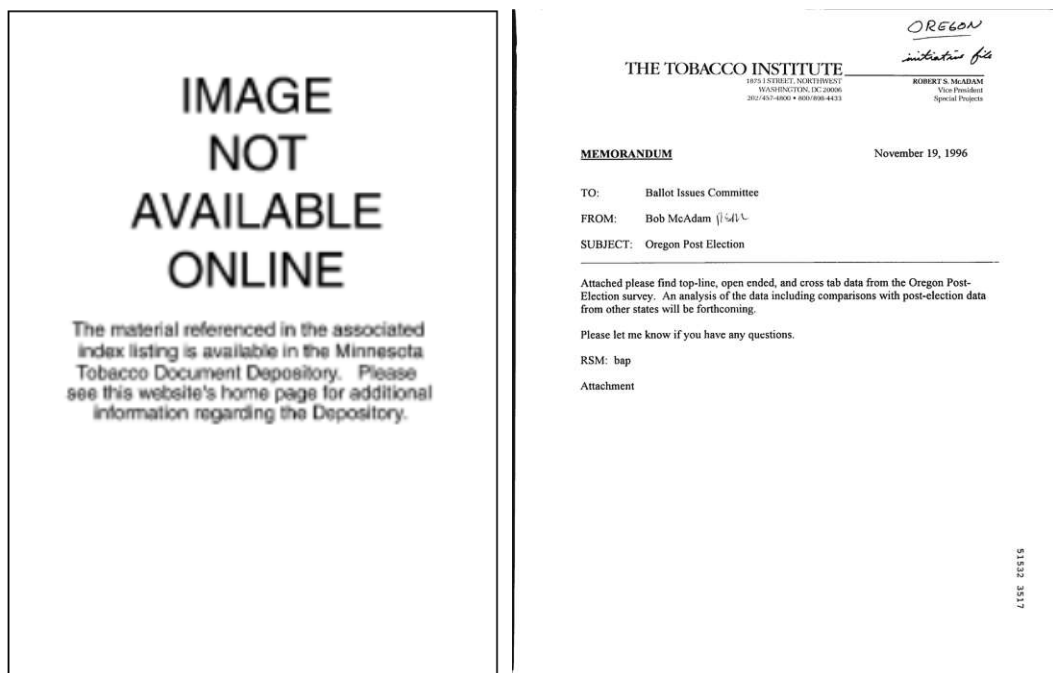 IMAGE
NOT
AVAILABLE
ONLINE
The material referenced in the associated
index listing is available in the Minnesota
Tobacco Document Depository. Please
see this website's home page for additional
information regarding the Depository.
OREGON
initiative file
THE TOBACCO INSTITUTE
1875 I STREET, NORTHWEST
WASHINGTON, DC 20006
202/457-4800 • 800/898-4433
ROBERT S. McADAM
Vice President
Special Projects
MEMORANDUM November 19, 1996
TO: Ballot Issues Committee
FROM: Bob McAdam RSM
SUBJECT: Oregon Post Election
Attached please find top-line, open ended, and cross tab data from the Oregon Post-
Election survey. An analysis of the data including comparisons with post-election data
from other states will be forthcoming.
Please let me know if you have any questions.
RSM: bap
Attachment
51532 3517